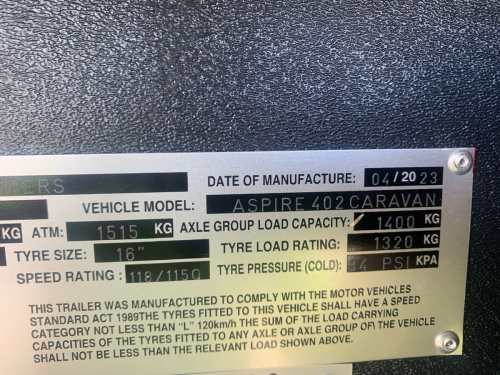 DATE OF MANUFACTURE: 04/2023
VEHICLE MODEL: ASPIRE 402 CARAVAN
KG ATM: 1515 KG AXLE GROUP LOAD CAPACITY: 1400 KG
TYRE SIZE: 16" TYRE LOAD RATING: 1320 KG
SPEED RATING: 118/115Q TYRE PRESSURE (COLD): PSI KPA
THIS TRAILER WAS MANUFACTURED TO COMPLY WITH THE MOTOR VEHICLES
STANDARD ACT 1989THE TYRES FITTED TO THIS VEHICLE SHALL HAVE A SPEED
CATEGORY NOT LESS THAN "L" 120km/h THE SUM OF THE LOAD CARRYING
CAPACITIES OF THE TYRES FITTED TO ANY AXLE OR AXLE GROUP OF THE VEHICLE
SHALL NOT BE LESS THAN THE RELEVANT LOAD SHOWN ABOVE.